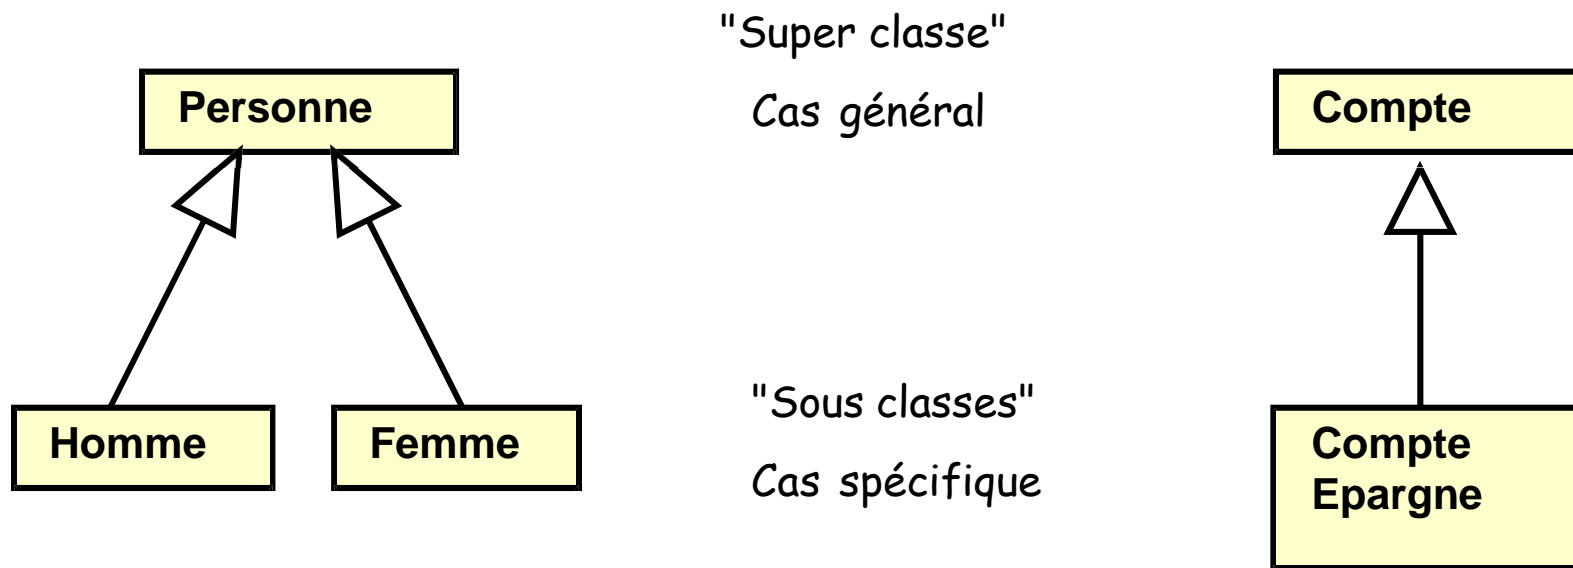 "Super classe"
Personne
Cas général
Compte
"Sous classes"
Homme
Femme
Cas spécifique
Compte
Epargne